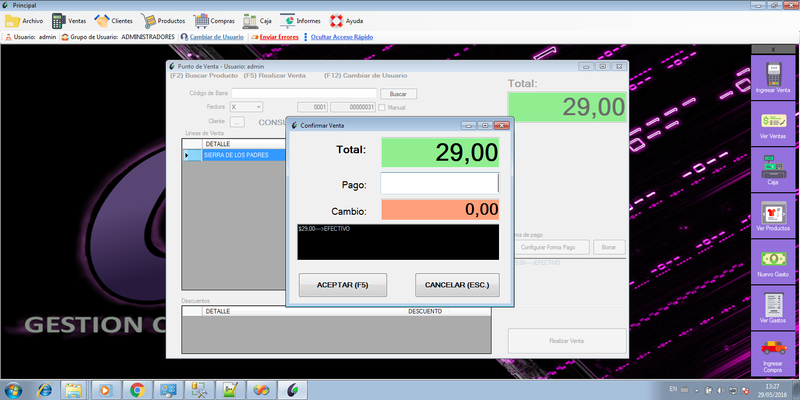 Principal
Archivo Ventas Clientes Productos Compras Caja Informes Ayuda
Usuario: admin Grupo de Usuario: ADMINISTRADORES Cambiar de Usuario Enviar Errores Ocultar Acceso Rápido
X
Ingresar Venta
Ver Ventas
Caja
Ver Productos
Nuevo Gasto
Ver Gastos
Ingresar
Compra
Punto de Venta - Usuario: admin
(F2) Buscar Producto (F5) Realizar Venta (F12) Cambiar de Usuario
Código de Barra Buscar
Factura X 0001 00000031 Manual
Cliente ... CONSU
Lineas de Venta
DETALLE
SIERRA DE LOS PADRES
Total:
29,00
ma de pago
Configurar Forma Pago Borrar
,00--->EFECTIVO
Descuentos
DETALLE DESCUENTO
Realizar Venta
Confirmar Venta
Total: 29,00
Pago:
Cambio: 0,00
$29,00--->EFECTIVO
ACEPTAR (F5) CANCELAR (ESC.)
GESTION C
EN
13:27
29/05/2016